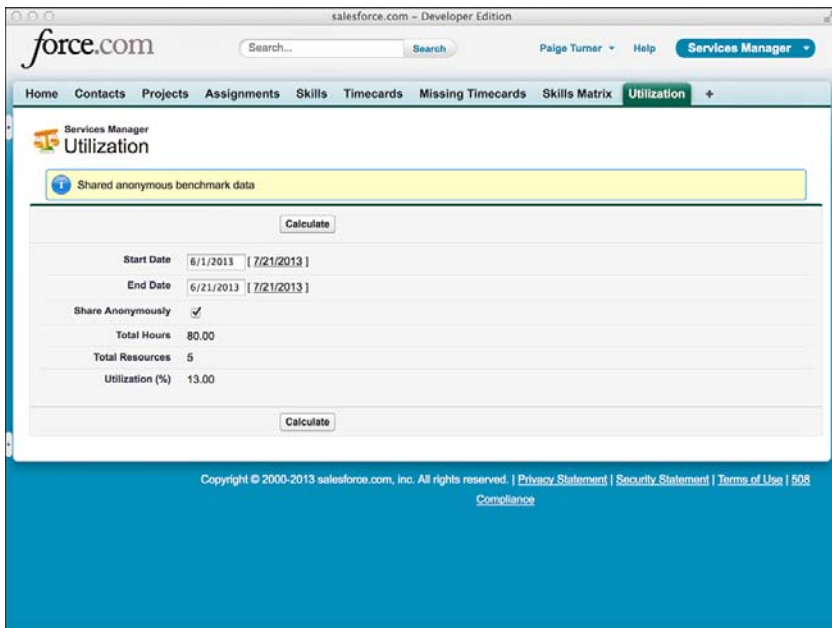 salesforce.com – Developer Edition
force.com Search... Search Paige Turner Help Services Manager
Home Contacts Projects Assignments Skills Timecards Missing Timecards Skills Matrix Utilization +
Services Manager
Utilization
Shared anonymous benchmark data
Calculate
Start Date 6/1/2013 [ 7/21/2013 ]
End Date 6/21/2013 [ 7/21/2013 ]
Share Anonymously
Total Hours 80.00
Total Resources 5
Utilization (%) 13.00
Calculate
Copyright © 2000-2013 salesforce.com, inc. All rights reserved. | Privacy Statement | Security Statement | Terms of Use | 508
Compliance